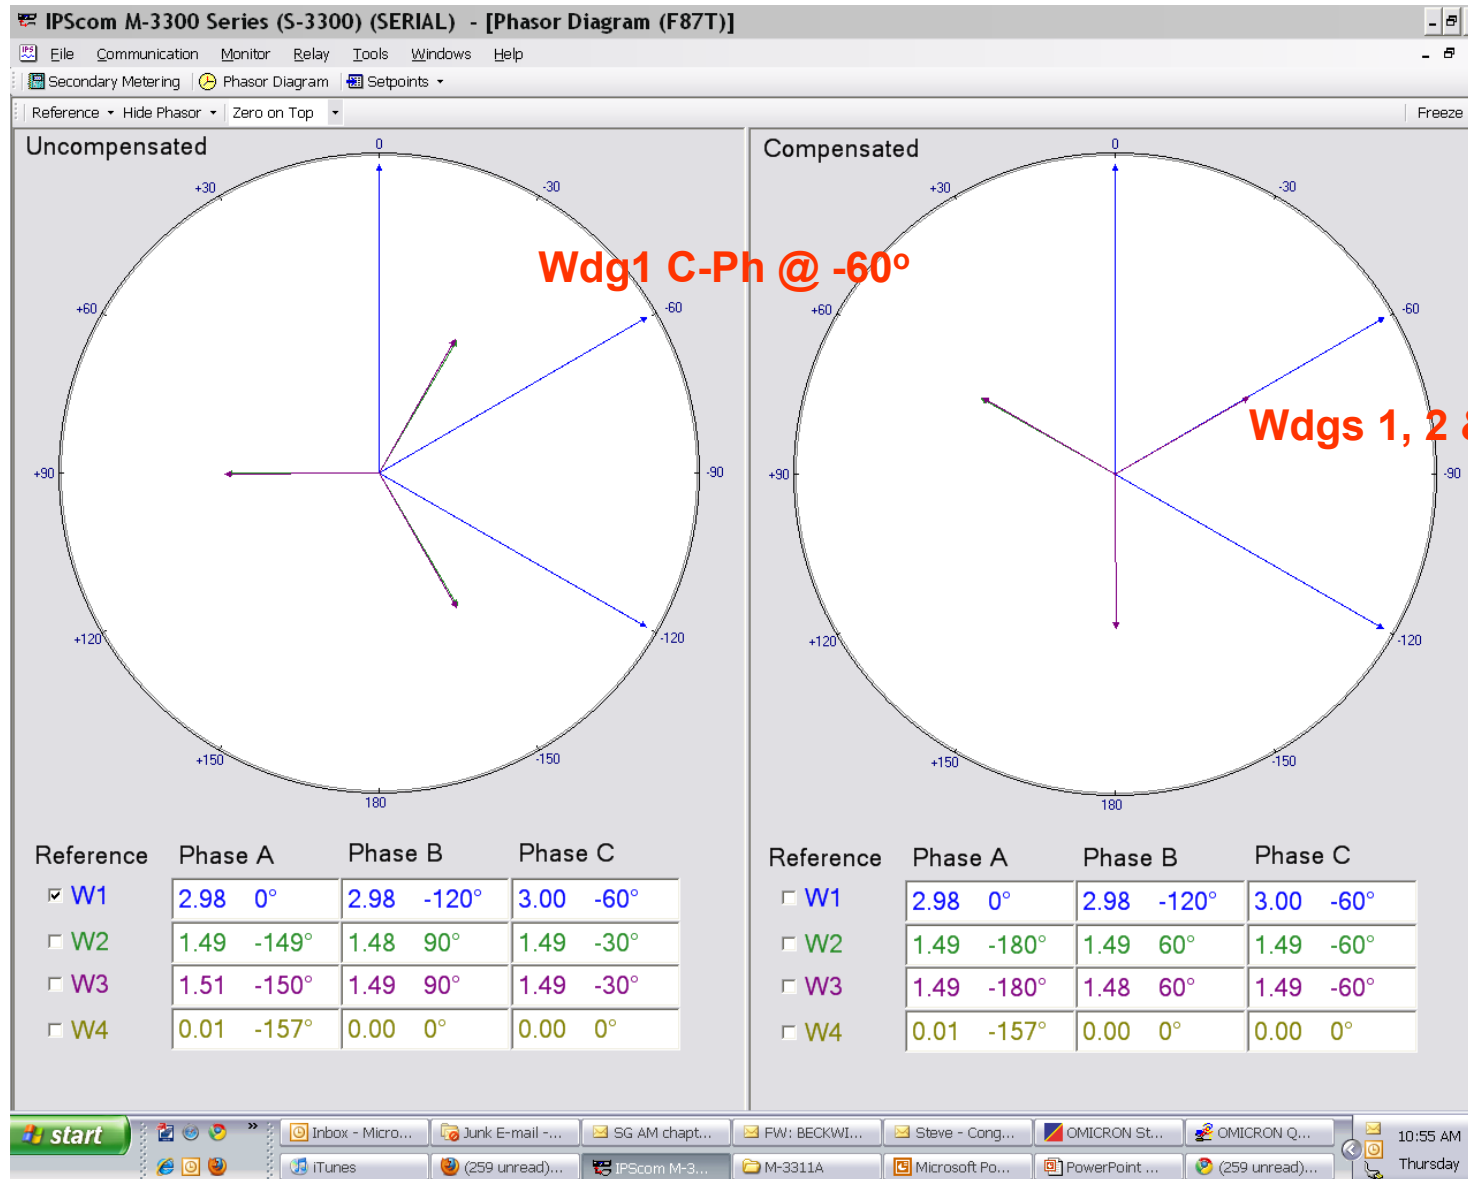 IPScom M-3300 Series (S-3300) (SERIAL) - [Phasor Diagram (F87T)]
IPS File Communication Monitor Relay Tools Windows Help
Secondary Metering Phasor Diagram Setpoints
Reference Hide Phasor Zero on Top Freeze
Uncompensated
0
+30 -30
+60 -60
+90 -90
+120 -120
+150 -150
180
Wdg1 C-Ph @ -60º
Compensated
0
+30 -30
+60 -60
+90 -90
+120 -120
+150 -150
180
Wdgs 1, 2 &
Reference Phase A Phase B Phase C
W1 2.98 0° 2.98 -120° 3.00 -60°
W2 1.49 -149° 1.48 90° 1.49 -30°
W3 1.51 -150° 1.49 90° 1.49 -30°
W4 0.01 -157° 0.00 0° 0.00 0°
Reference Phase A Phase B Phase C
W1 2.98 0° 2.98 -120° 3.00 -60°
W2 1.49 -180° 1.49 60° 1.49 -60°
W3 1.49 -180° 1.48 60° 1.49 -60°
W4 0.01 -157° 0.00 0° 0.00 0°
start » Inbox - Micro... Junk E-mail -... SG AM chapt... FW: BECKWI... Steve - Cong... OMICRON St... OMICRON Q... 10:55 AM
iTunes (259 unread)... IPScom M-3... M-3311A Microsoft Po... PowerPoint ... (259 unread)... Thursday